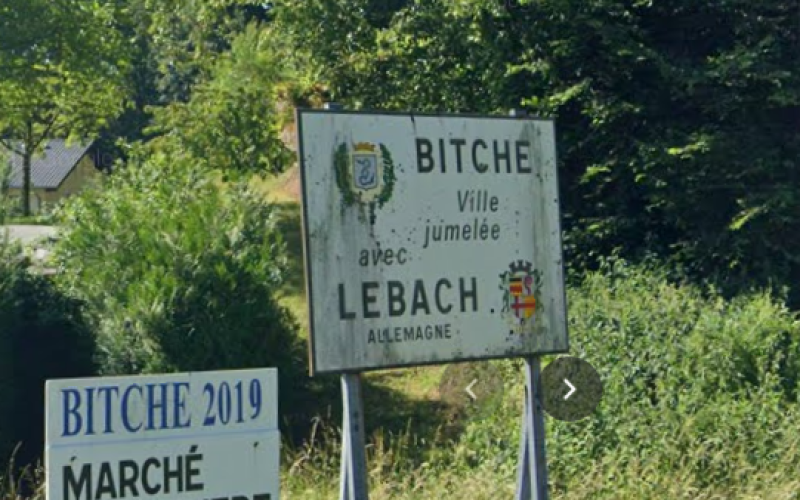 BITCHE
Ville
jumelée
avec
LEBACH
ALLEMAGNE
BITCHE 2019
MARCHÉ